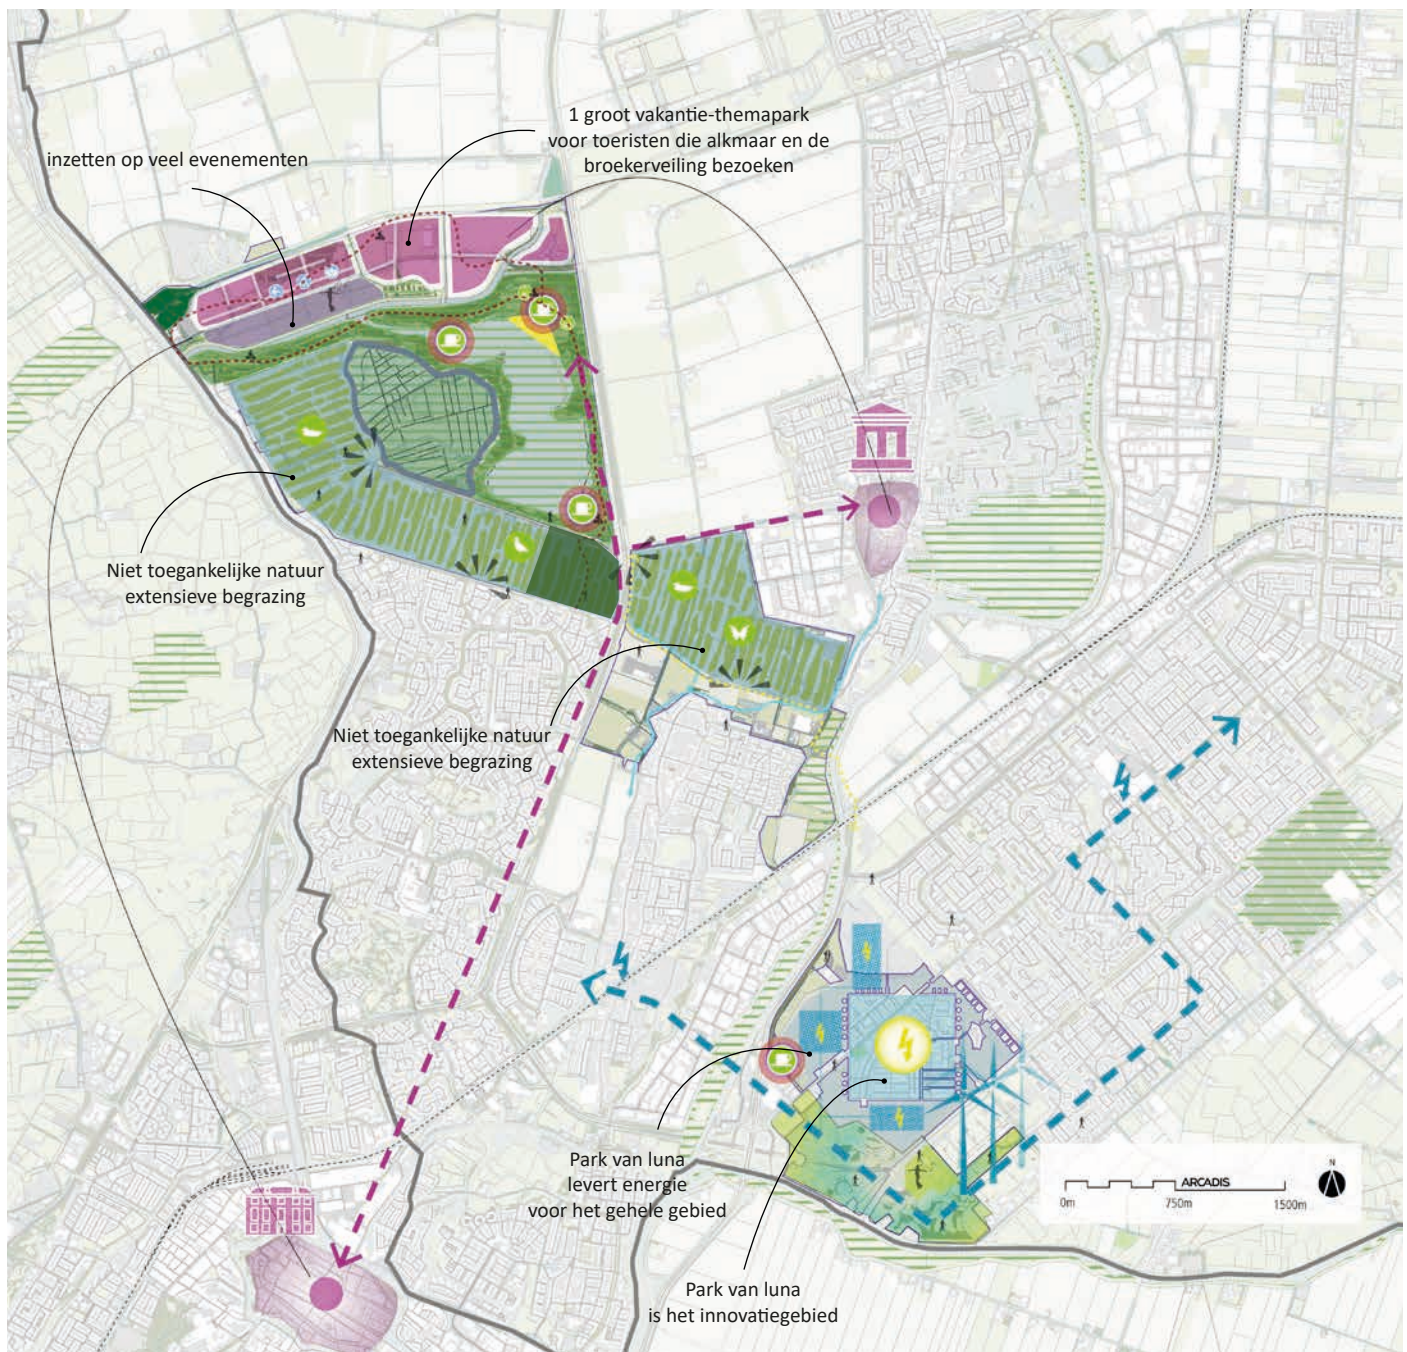 1 groot vakantie-themapark
voor toeristen die alkmaar en de
broekerveiling bezoeken
inzetten op veel evenementen
Niet toegankelijke natuur
extensieve begrazing
Niet toegankelijke natuur
extensieve begrazing
Park van luna
levert energie
voor het gehele gebied
Park van luna
is het innovatiegebied
N
ARCADIS
0m 750m 1500m